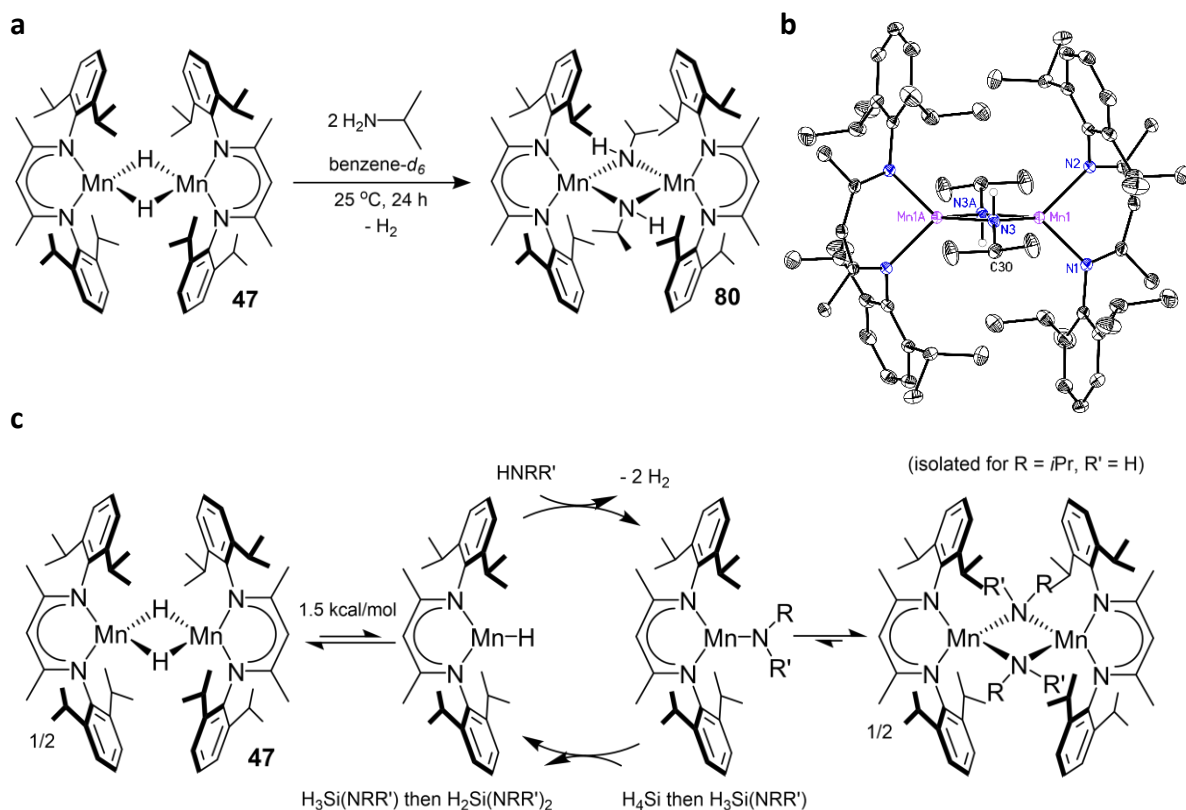 a
b
2 H₂N
benzene-d₆
25 °C, 24 h
- H₂
N
N
Mn
H
H
Mn
N
N
47
N
N
Mn
H
N
N
H
Mn
N
N
80
N2
N3A
Mn1A
Mn1
N3
C30
N1
c
HNRR'
- 2 H₂
(isolated for R = iPr, R' = H)
N
N
Mn
H
H
Mn
N
N
1/2
47
1.5 kcal/mol
N
Mn-H
N
N
R
Mn-N
R'
N
N
R'
R
N
N
Mn
Mn
N
R
R'
N
N
1/2
H₃Si(NRR') then H₂Si(NRR')₂
H₄Si then H₃Si(NRR')